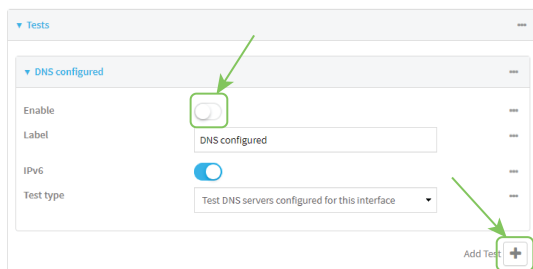 Tests
DNS configured
Enable
Label
DNS configured
IPv6
Test type
Test DNS servers configured for this interface
Add Test